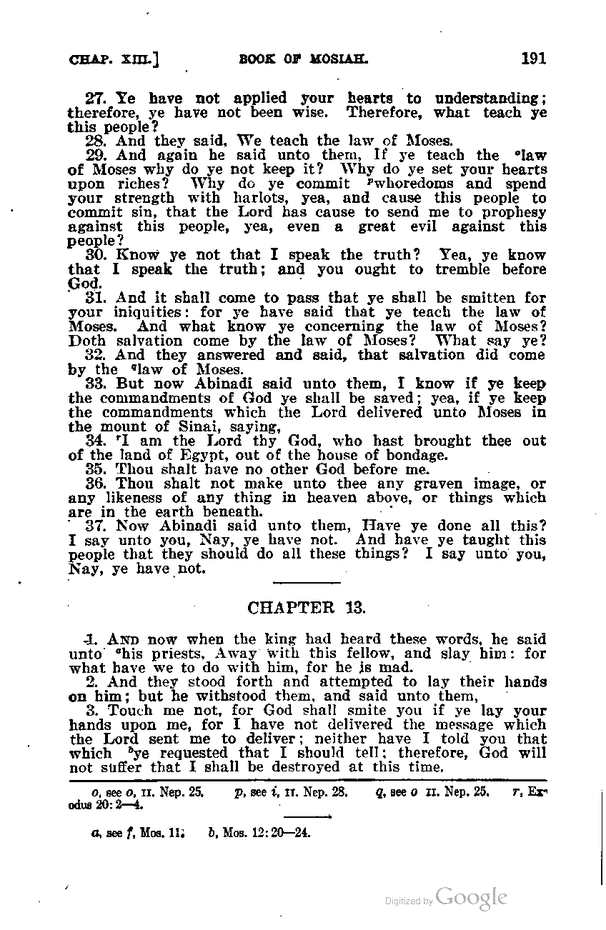 CHAP. XIII.] BOOK OF MOSIAH. 191
27. Ye have not applied your hearts to understanding;
therefore, ye have not been wise. Therefore, what teach ye
this people?
28. And they said, We teach the law of Moses.
29. And again he said unto them, If ye teach the olaw
of Moses why do ye not keep it? Why do ye set your hearts
upon riches? Why do ye commit pwhoredoms and spend
your strength with harlots, yea, and cause this people to
commit sin, that the Lord has cause to send me to prophesy
against this people, yea, even a great evil against this
people?
30. Know ye not that I speak the truth? Yea, ye know
that I speak the truth; and you ought to tremble before
God.
31. And it shall come to pass that ye shall be smitten for
your iniquities: for ye have said that ye teach the law of
Moses. And what know ye concerning the law of Moses?
Doth salvation come by the law of Moses? What say ye?
32. And they answered and said, that salvation did come
by the qlaw of Moses.
33. But now Abinadi said unto them, I know if ye keep
the commandments of God ye shall be saved; yea, if ye keep
the commandments which the Lord delivered unto Moses in
the mount of Sinai, saying,
34. rI am the Lord thy God, who hast brought thee out
of the land of Egypt, out of the house of bondage.
35. Thou shalt have no other God before me.
36. Thou shalt not make unto thee any graven image, or
any likeness of any thing in heaven above, or things which
are in the earth beneath.
37. Now Abinadi said unto them, Have ye done all this?
I say unto you, Nay, ye have not. And have ye taught this
people that they should do all these things? I say unto you,
Nay, ye have not.
CHAPTER 13.
1. AND now when the king had heard these words, he said
unto ahis priests, Away with this fellow, and slay him: for
what have we to do with him, for he is mad.
2. And they stood forth and attempted to lay their hands
on him; but he withstood them, and said unto them,
3. Touch me not, for God shall smite you if ye lay your
hands upon me, for I have not delivered the message which
the Lord sent me to deliver; neither have I told you that
which bye requested that I should tell: therefore, God will
not suffer that I shall be destroyed at this time.
o, see o, II. Nep. 25. p, see i, II. Nep. 28. q, see o II. Nep. 25. r, Ex-
odus 20: 2—4.
a, see f, Mos. 11; b, Mos. 12: 20—24.
Digitized by Google